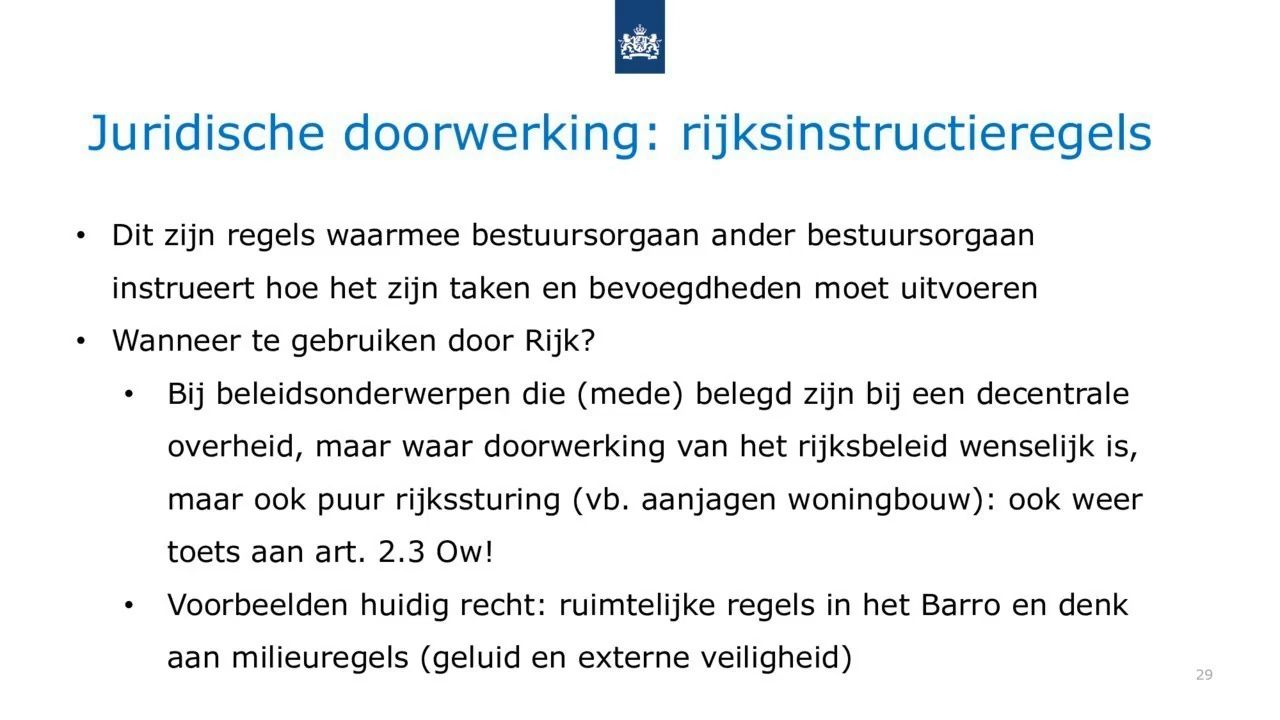 Juridische doorwerking: rijksinstructieregels
• Dit zijn regels waarmee bestuursorgaan ander bestuursorgaan
instrueert hoe het zijn taken en bevoegdheden moet uitvoeren
• Wanneer te gebruiken door Rijk?
• Bij beleidsonderwerpen die (mede) belegd zijn bij een decentrale
overheid, maar waar doorwerking van het rijksbeleid wenselijk is,
maar ook puur rijkssturing (vb. aanjagen woningbouw): ook weer
toets aan art. 2.3 Ow!
• Voorbeelden huidig recht: ruimtelijke regels in het Barro en denk
aan milieuregels (geluid en externe veiligheid)
29